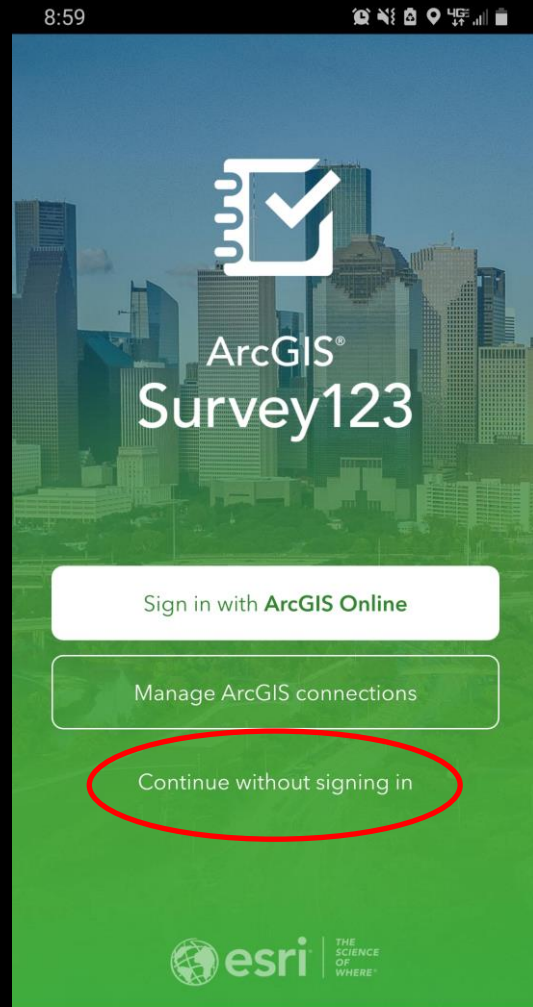 8:59
4GE
ArcGIS®
Survey123
Sign in with ArcGIS Online
Manage ArcGIS connections
Continue without signing in
esri
THE
SCIENCE
OF
WHERE®